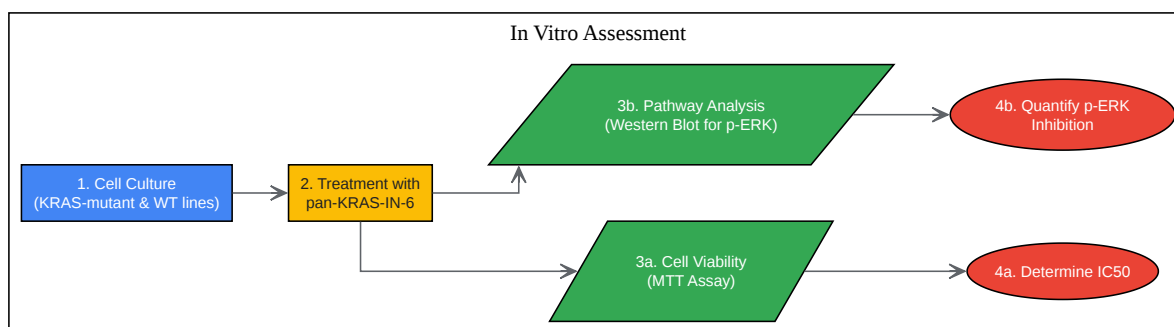 In Vitro Assessment
3b. Pathway Analysis
(Western Blot for p-ERK)
4b. Quantify p-ERK
Inhibition
1. Cell Culture
(KRAS-mutant & WT lines)
2. Treatment with
pan-KRAS-IN-6
3a. Cell Viability
(MTT Assay)
4a. Determine IC50